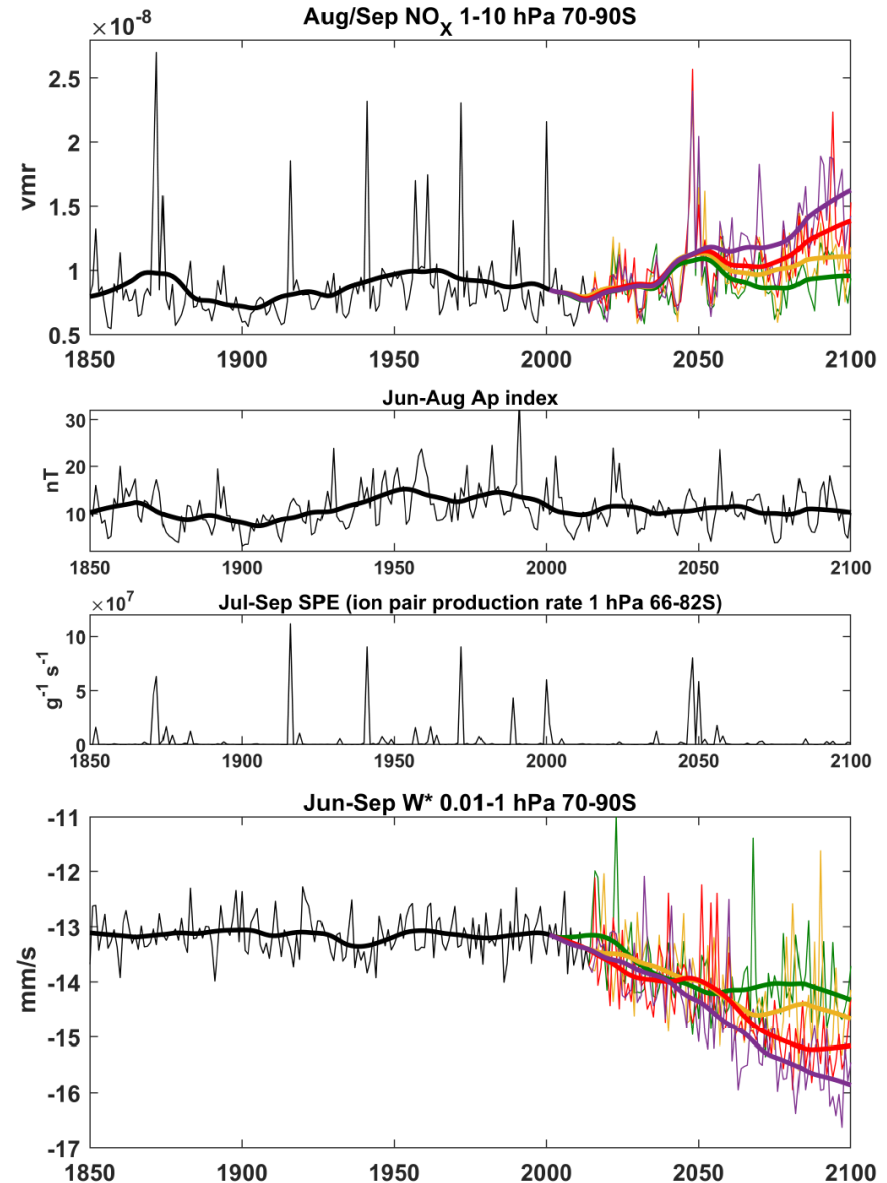 Aug/Sep NOX 1-10 hPa 70-90S
×10-8
2.5
2
1.5
1
0.5
vmr
1850 1900 1950 2000 2050 2100
Jun-Aug Ap index
30
20
10
nT
1850 1900 1950 2000 2050 2100
Jul-Sep SPE (ion pair production rate 1 hPa 66-82S)
×107
10
5
0
g-1 s-1
1850 1900 1950 2000 2050 2100
Jun-Sep W* 0.01-1 hPa 70-90S
-11
-12
-13
-14
-15
-16
-17
mm/s
1850 1900 1950 2000 2050 2100